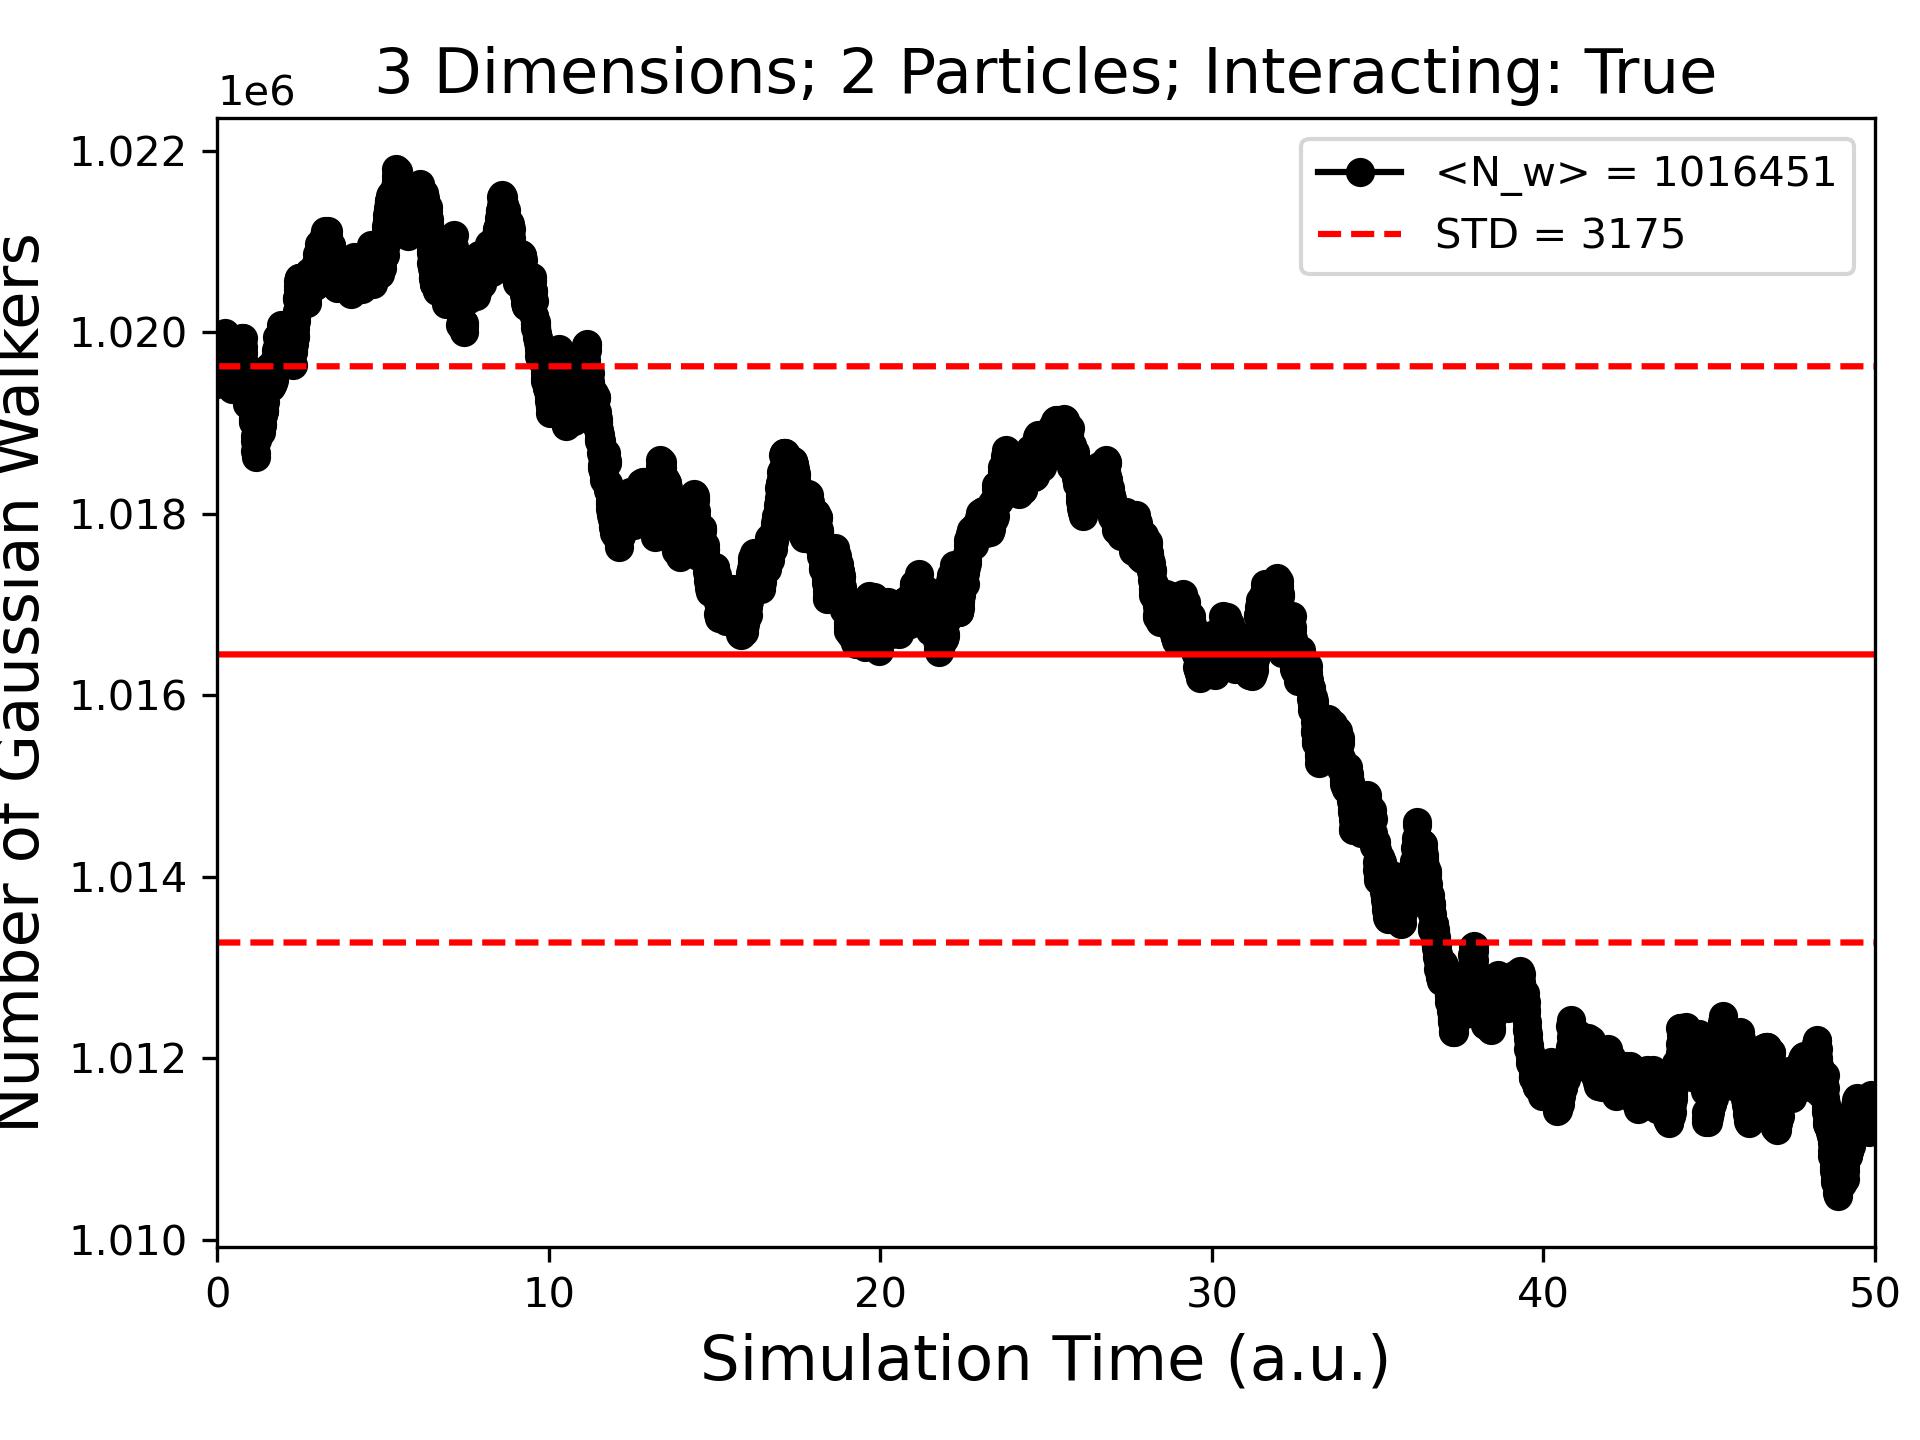 3 Dimensions; 2 Particles; Interacting: True
1e6
<N_w> = 1016451
STD = 3175
Number of Gaussian Walkers
1.022
1.020
1.018
1.016
1.014
1.012
1.010
0 10 20 30 40 50
Simulation Time (a.u.)